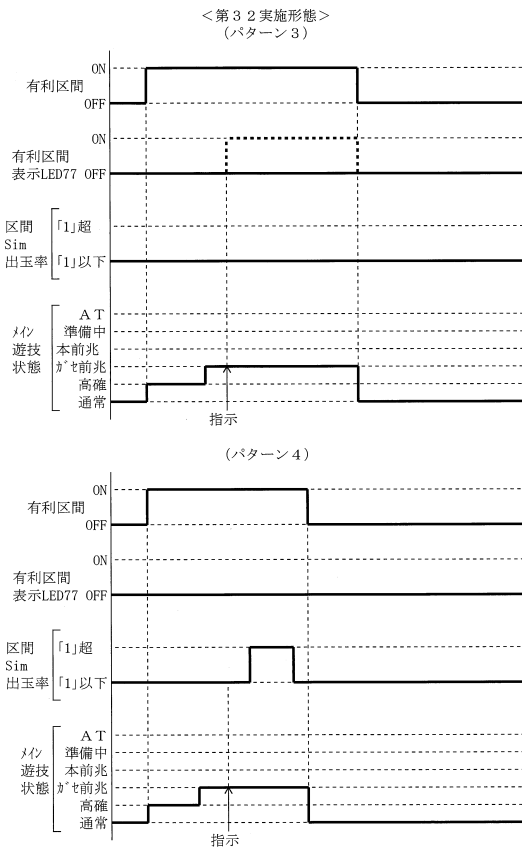 ＜第３２実施形態＞
（パターン３）
ON
有利区間
OFF
ON
有利区間
表示LED77 OFF
区間 「1」超
Sim
出玉率 「1」以下
ＡＴ
メイン 準備中
遊技 本前兆
状態 ガセ前兆
高確
通常
指示
（パターン４）
ON
有利区間
OFF
ON
有利区間
表示LED77 OFF
区間 「1」超
Sim
出玉率 「1」以下
ＡＴ
メイン 準備中
遊技 本前兆
状態 ガセ前兆
高確
通常
指示